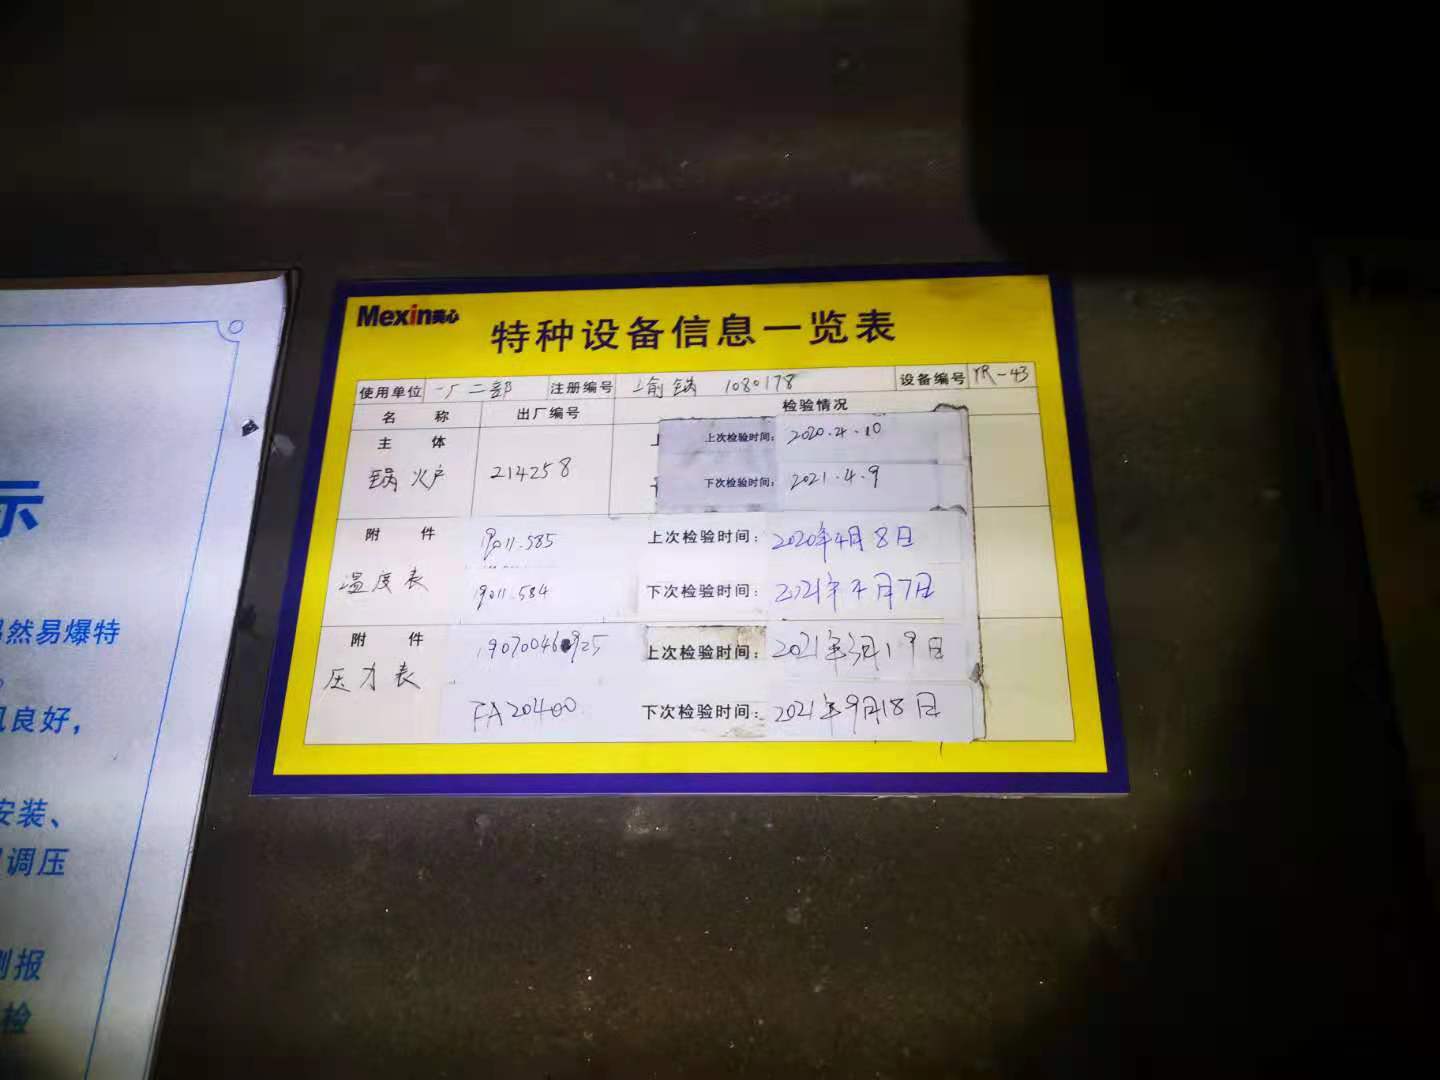 Mexin美心
特种设备信息一览表
使用单位 一厂二部 注册编号 渝锅 1080178 设备编号 YR-43
名 称 出厂编号 检验情况
主 体
锅炉 214258
上次检验时间: 2020.4.10
下次检验时间: 2021.4.9
附 件
温度表
19011.585 上次检验时间: 2020年4月8日
19011.584 下次检验时间: 2021年4月7日
附 件
压力表
上次检验时间: 2021年3月19日
FA20400 下次检验时间: 2021年9月18日
示
然易爆特
良好,
安装、
调压
测报
检